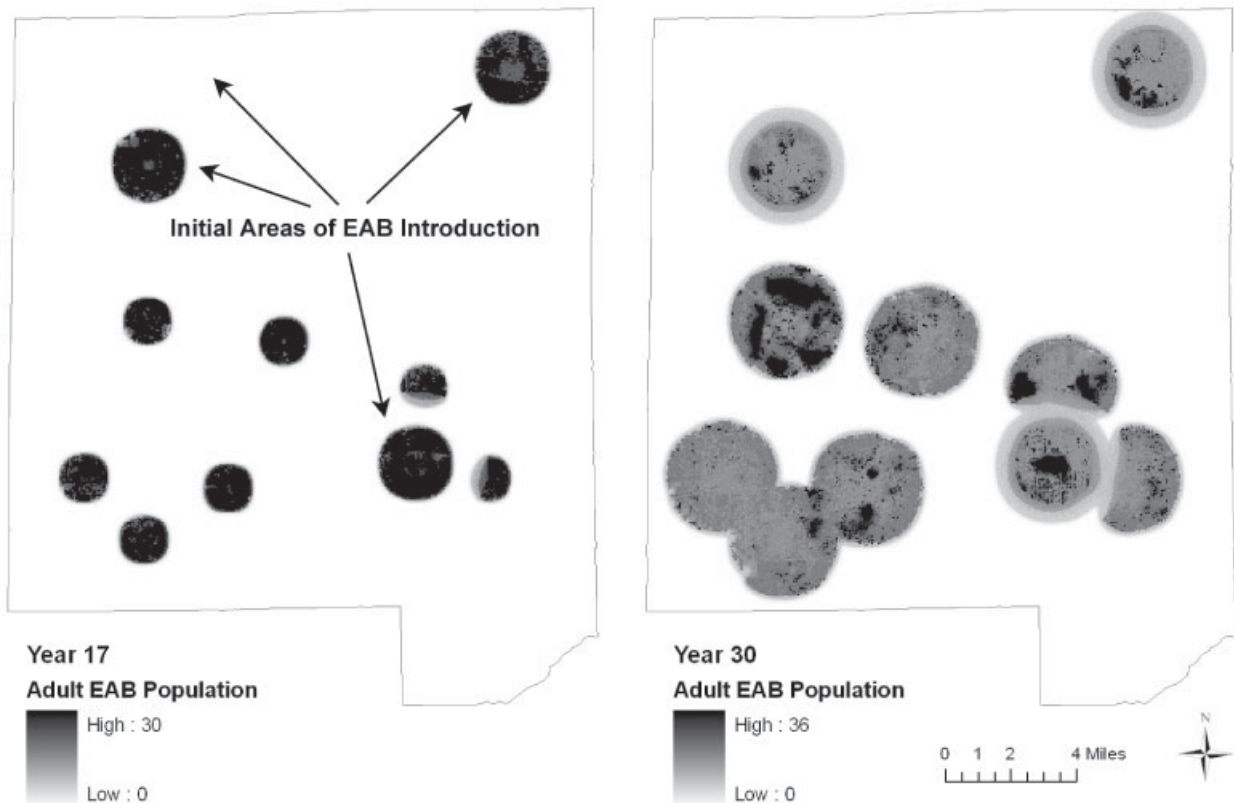 Initial Areas of EAB Introduction
Year 17
Adult EAB Population
High : 30
Low : 0
Year 30
Adult EAB Population
High : 36
Low : 0
0 1 2 4 Miles
N